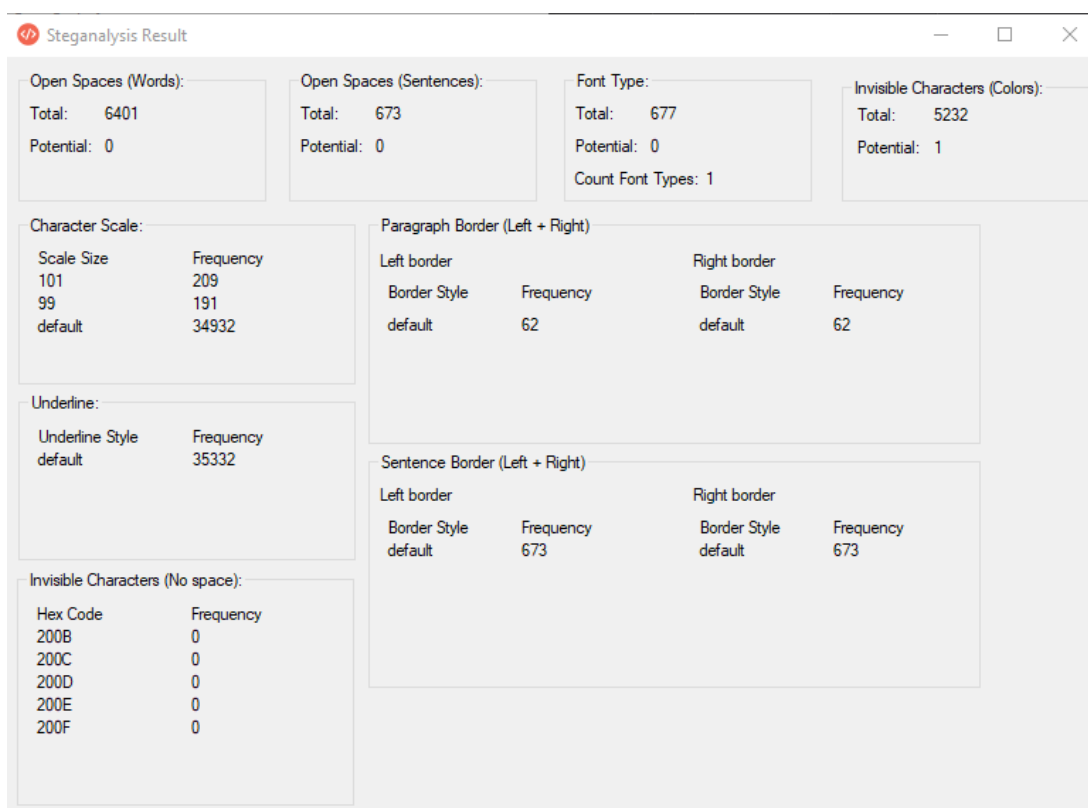 Steganalysis Result
Open Spaces (Words):
Total: 6401
Potential: 0
Open Spaces (Sentences):
Total: 673
Potential: 0
Font Type:
Total: 677
Potential: 0
Count Font Types: 1
Invisible Characters (Colors):
Total: 5232
Potential: 1
Character Scale:
Scale Size Frequency
101 209
99 191
default 34932
Paragraph Border (Left + Right)
Left border
Border Style Frequency
default 62
Right border
Border Style Frequency
default 62
Underline:
Underline Style Frequency
default 35332
Sentence Border (Left + Right)
Left border
Border Style Frequency
default 673
Right border
Border Style Frequency
default 673
Invisible Characters (No space):
Hex Code Frequency
200B 0
200C 0
200D 0
200E 0
200F 0